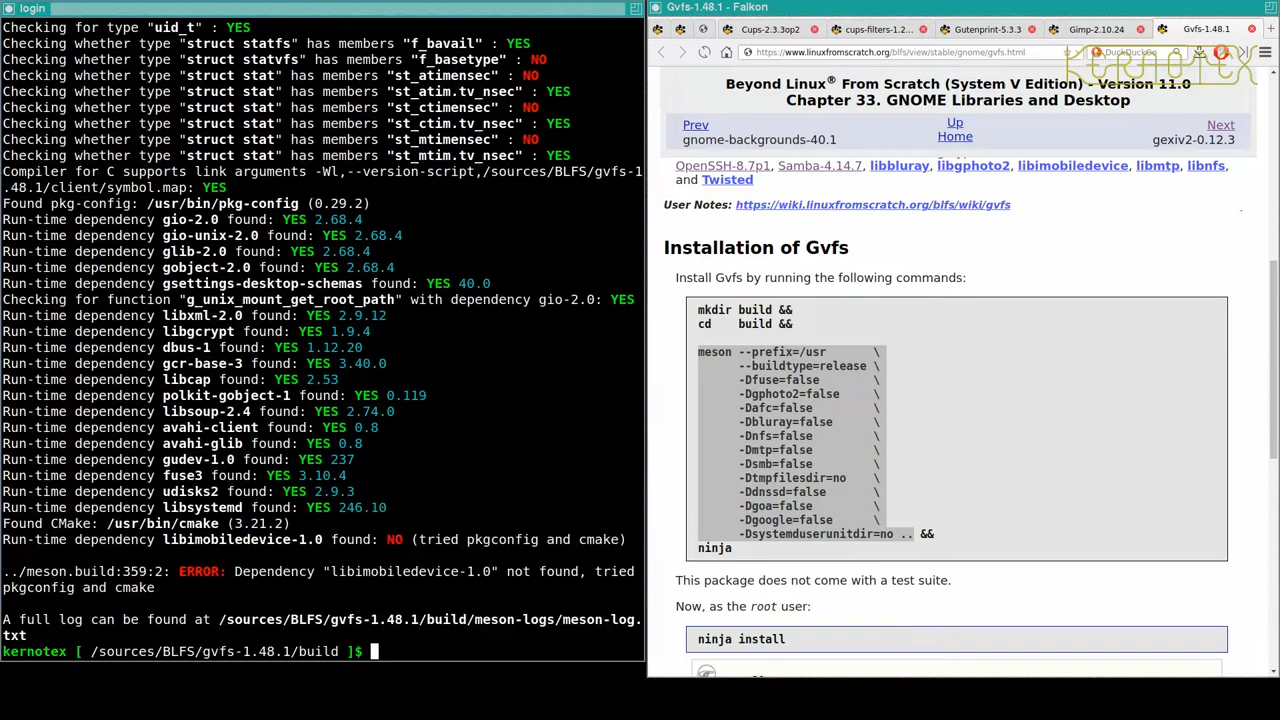 login
Checking for type "uid_t" : YES
Checking whether type "struct statfs" has members "f_bavail" : YES
Checking whether type "struct statvfs" has members "f_basetype" : NO
Checking whether type "struct stat" has members "st_atimensec" : NO
Checking whether type "struct stat" has members "st_atim.tv_nsec" : YES
Checking whether type "struct stat" has members "st_ctimensec" : NO
Checking whether type "struct stat" has members "st_ctim.tv_nsec" : YES
Checking whether type "struct stat" has members "st_mtimensec" : NO
Checking whether type "struct stat" has members "st_mtim.tv_nsec" : YES
Compiler for C supports link arguments -Wl,--version-script,/sources/BLFS/gvfs-1
.48.1/client/symbol.map: YES
Found pkg-config: /usr/bin/pkg-config (0.29.2)
Run-time dependency gio-2.0 found: YES 2.68.4
Run-time dependency gio-unix-2.0 found: YES 2.68.4
Run-time dependency glib-2.0 found: YES 2.68.4
Run-time dependency gobject-2.0 found: YES 2.68.4
Run-time dependency gsettings-desktop-schemas found: YES 40.0
Checking for function "g_unix_mount_get_root_path" with dependency gio-2.0: YES
Run-time dependency libxml-2.0 found: YES 2.9.12
Run-time dependency libgcrypt found: YES 1.9.4
Run-time dependency dbus-1 found: YES 1.12.20
Run-time dependency gcr-base-3 found: YES 3.40.0
Run-time dependency libcap found: YES 2.53
Run-time dependency polkit-gobject-1 found: YES 0.119
Run-time dependency libsoup-2.4 found: YES 2.74.0
Run-time dependency avahi-client found: YES 0.8
Run-time dependency avahi-glib found: YES 0.8
Run-time dependency gudev-1.0 found: YES 237
Run-time dependency fuse3 found: YES 3.10.4
Run-time dependency udisks2 found: YES 2.9.3
Run-time dependency libsystemd found: YES 246.10
Found CMake: /usr/bin/cmake (3.21.2)
Run-time dependency libimobiledevice-1.0 found: NO (tried pkgconfig and cmake)
../meson.build:359:2: ERROR: Dependency "libimobiledevice-1.0" not found, tried
pkgconfig and cmake
A full log can be found at /sources/BLFS/gvfs-1.48.1/build/meson-logs/meson-log.
txt
kernotex [ /sources/BLFS/gvfs-1.48.1/build ]$
Gvfs-1.48.1 - Falkon
Cups-2.3.3op2
cups-filters-1.2...
Gutenprint-5.3.3
Gimp-2.10.24
Gvfs-1.48.1
https://www.linuxfromscratch.org/blfs/view/stable/gnome/gvfs.html
DuckDuckGo
KERNOTEX
Beyond Linux® From Scratch (System V Edition) - Version 11.0
Chapter 33. GNOME Libraries and Desktop
Prev Up Next
gnome-backgrounds-40.1 Home gexiv2-0.12.3
OpenSSH-8.7p1, Samba-4.14.7, libbluray, libgphoto2, libimobiledevice, libmtp, libnfs,
and Twisted
User Notes: https://wiki.linuxfromscratch.org/blfs/wiki/gvfs
Installation of Gvfs
Install Gvfs by running the following commands:
mkdir build &&
cd    build &&
meson --prefix=/usr       \
      --buildtype=release \
      -Dfuse=false        \
      -Dgphoto2=false     \
      -Dafc=false         \
      -Dbluray=false      \
      -Dnfs=false         \
      -Dmtp=false         \
      -Dsmb=false         \
      -Dtmpfilesdir=no    \
      -Ddnssd=false       \
      -Dgoa=false         \
      -Dgoogle=false      \
      -Dsystemduserunitdir=no .. &&
ninja
This package does not come with a test suite.
Now, as the root user:
ninja install